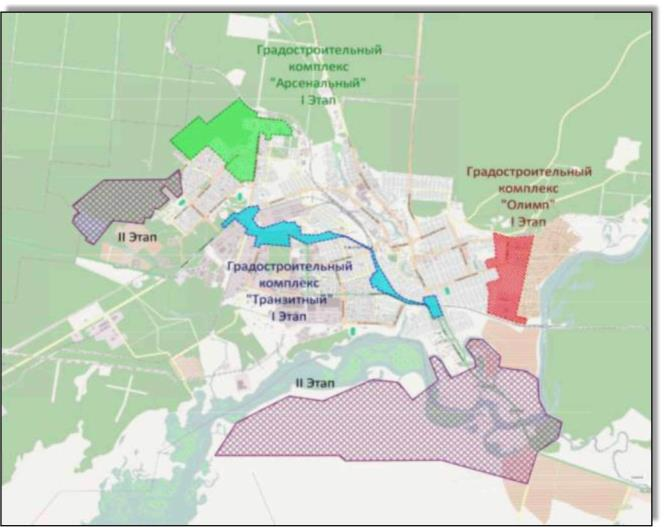 Градостроительный
комплекс
"Арсенальный"
I Этап
Градостроительный
комплекс
"Олимп"
I Этап
II Этап
Градостроительный
комплекс
"Транзитный"
I Этап
II Этап